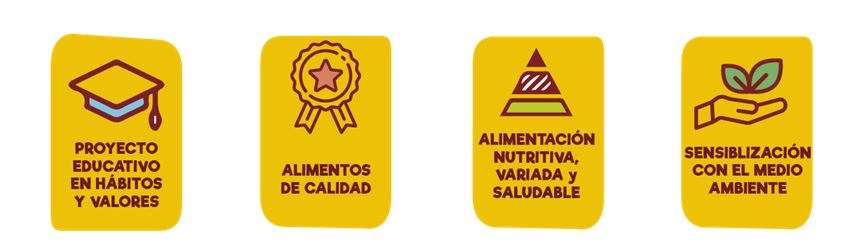 PROYECTO
EDUCATIVO
EN HÁBITOS
Y VALORES
ALIMENTOS
DE CALIDAD
ALIMENTACIÓN
NUTRITIVA,
VARIADA y
SALUDABLE
SENSIBLIZACIÓN
CON EL MEDIO
AMBIENTE